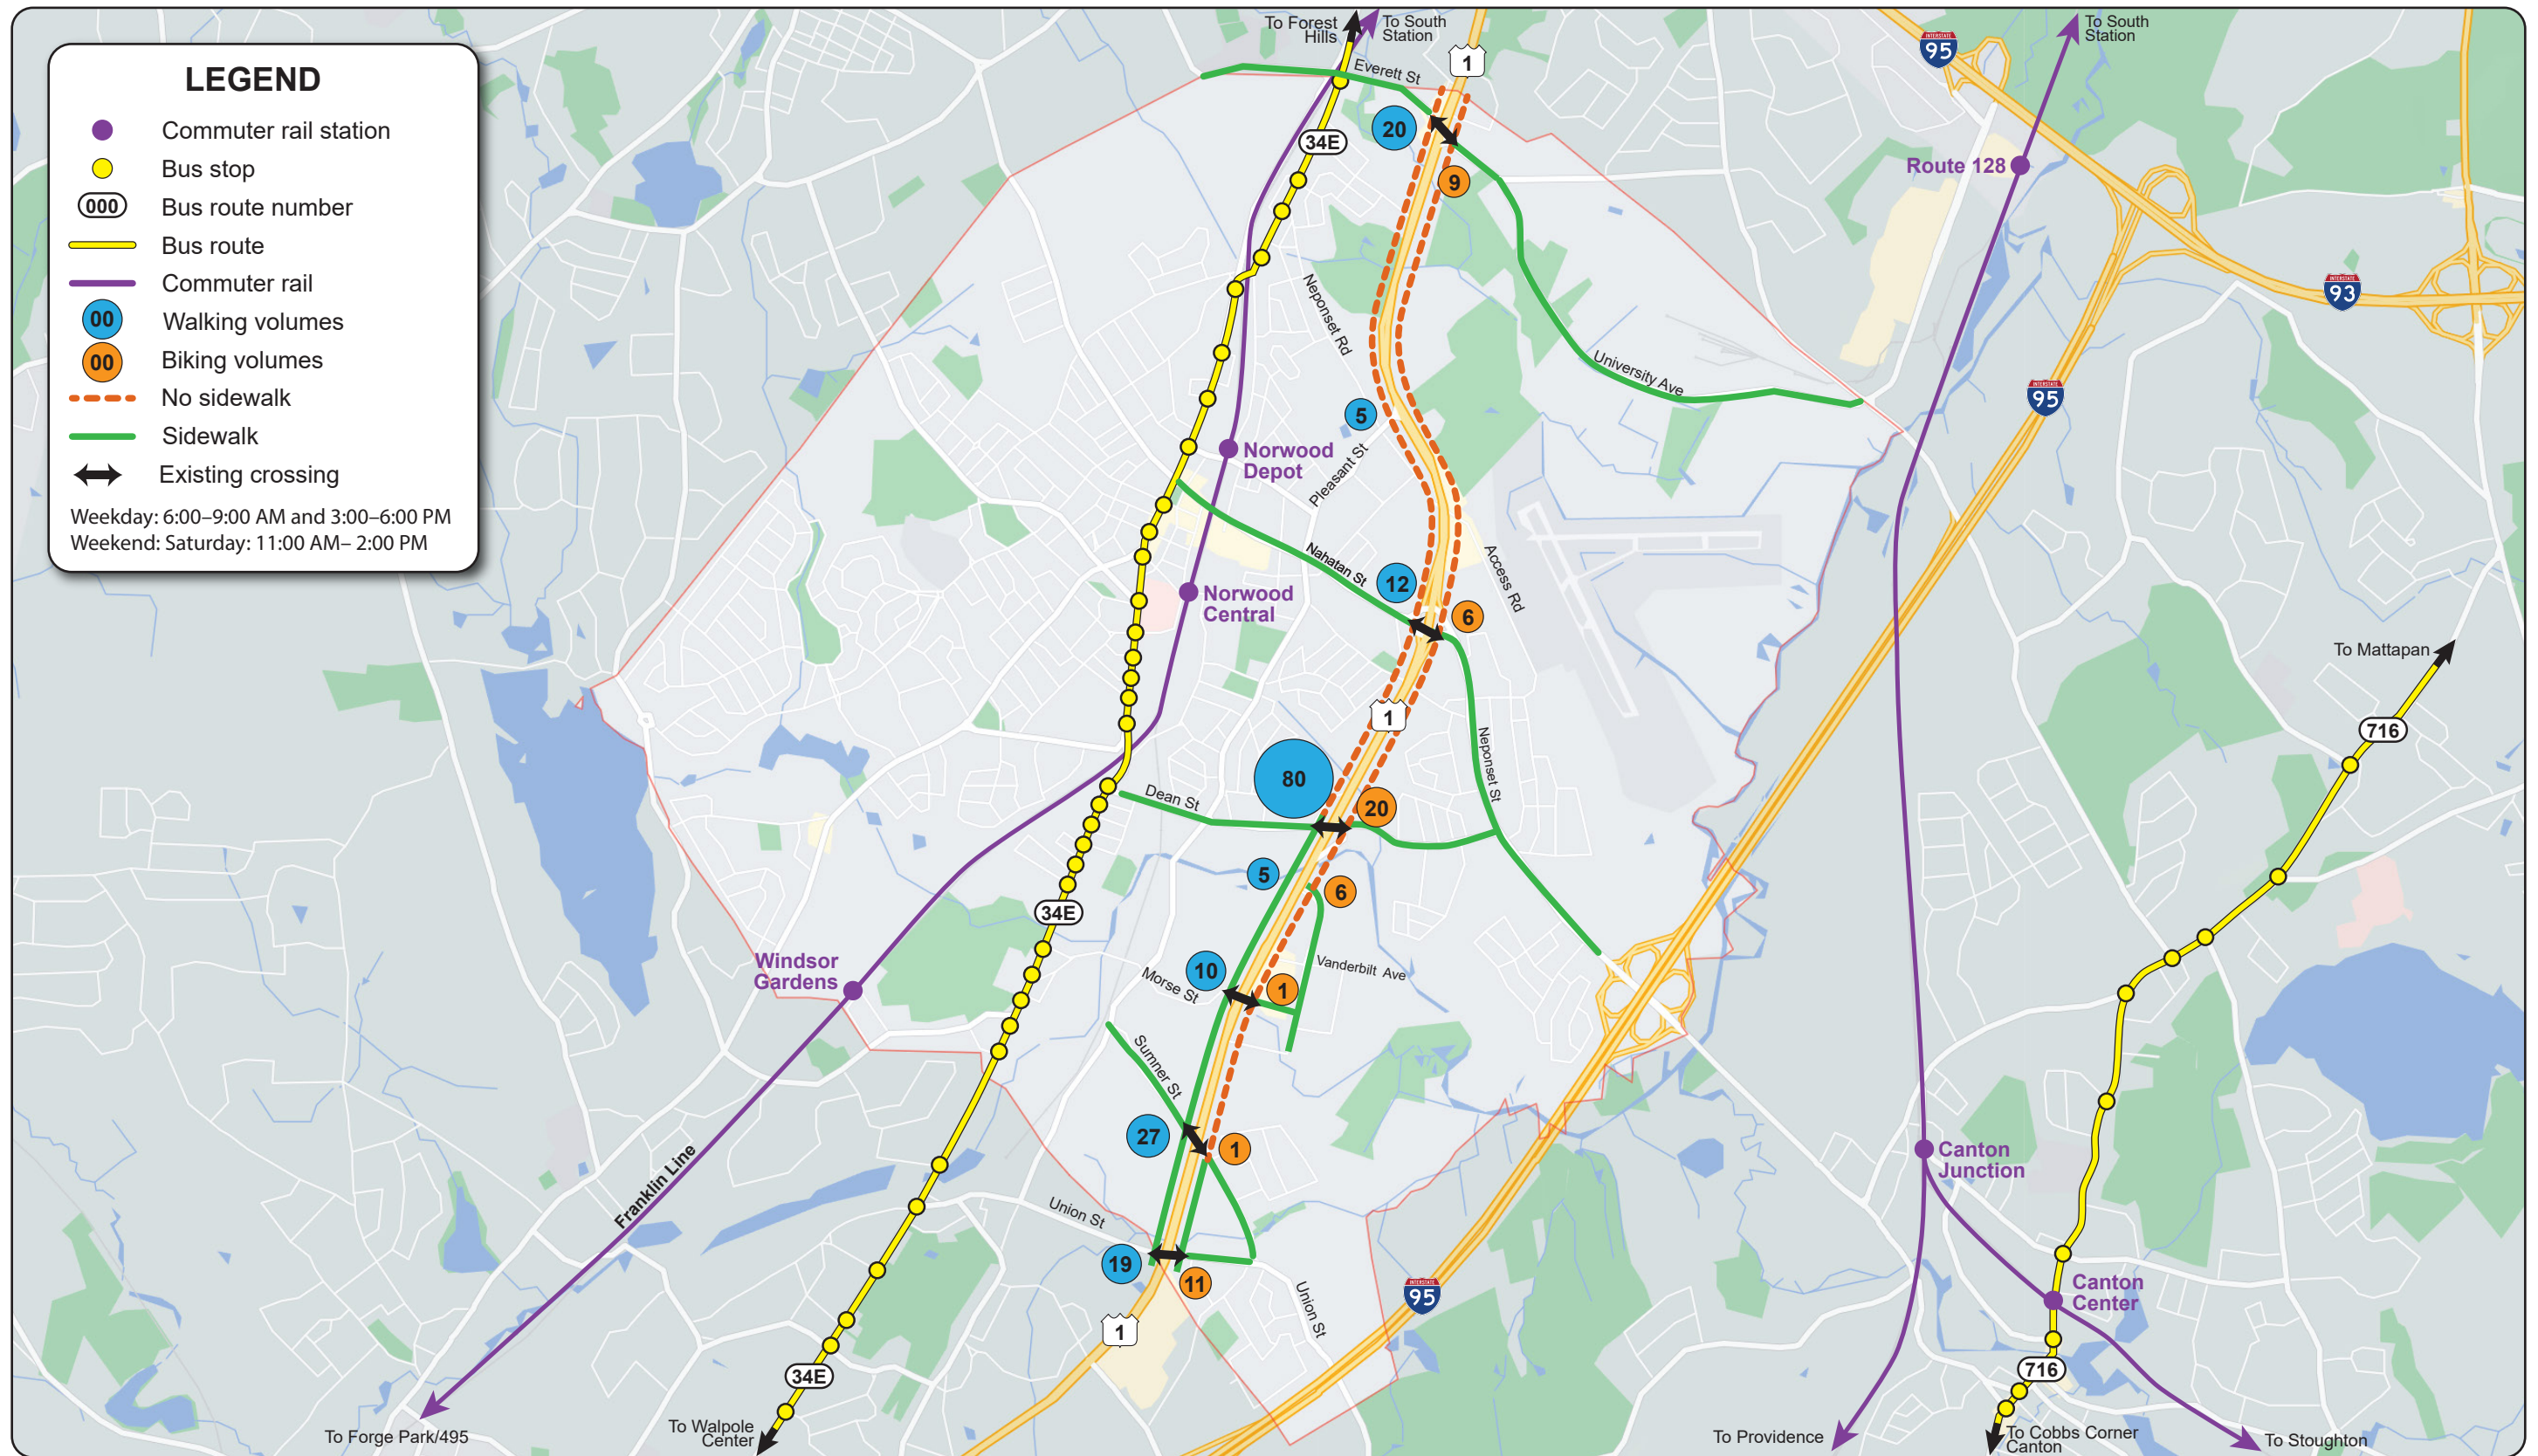 LEGEND
Commuter rail station
Bus stop
000
Bus route number
Bus route
Commuter rail
00
Walking volumes
00
Biking volumes
No sidewalk
Sidewalk
Existing crossing
Weekday: 6:00–9:00 AM and 3:00–6:00 PM
Weekend: Saturday: 11:00 AM– 2:00 PM
To Forest
Hills
To South
Station
Everett St
1
34E
20
9
INTERSTATE
95
To South
Station
Route 128
INTERSTATE
93
INTERSTATE
95
Neponset Rd
University Ave
5
Norwood
Depot
Pleasant St
Nahatan St
Access Rd
12
6
Norwood
Central
1
To Mattapan
716
Neponset St
80
20
Dean St
5
6
34E
Windsor
Gardens
10
1
Morse St
Vanderbilt Ave
Sumner St
27
1
Franklin Line
Union St
19
11
Union St
1
INTERSTATE
95
Canton
Junction
Canton
Center
716
34E
To Forge Park/495
To Walpole
Center
To Providence
To Cobbs Corner
Canton
To Stoughton